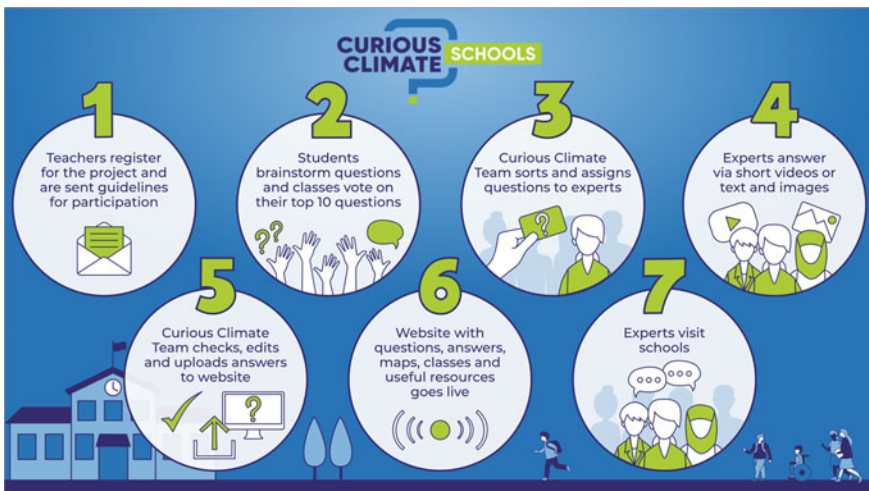 CURIOUS
CLIMATE
SCHOOLS
1
Teachers register
for the project and
are sent guidelines
for participation
2
Students
brainstorm questions
and classes vote on
their top 10 questions
? ?
3
Curious Climate
Team sorts and assigns
questions to experts
?
4
Experts answer
via short videos or
text and images
5
Curious Climate
Team checks, edits
and uploads answers
to website
?
6
Website with
questions, answers,
maps, classes and
useful resources
goes live
7
Experts visit
schools